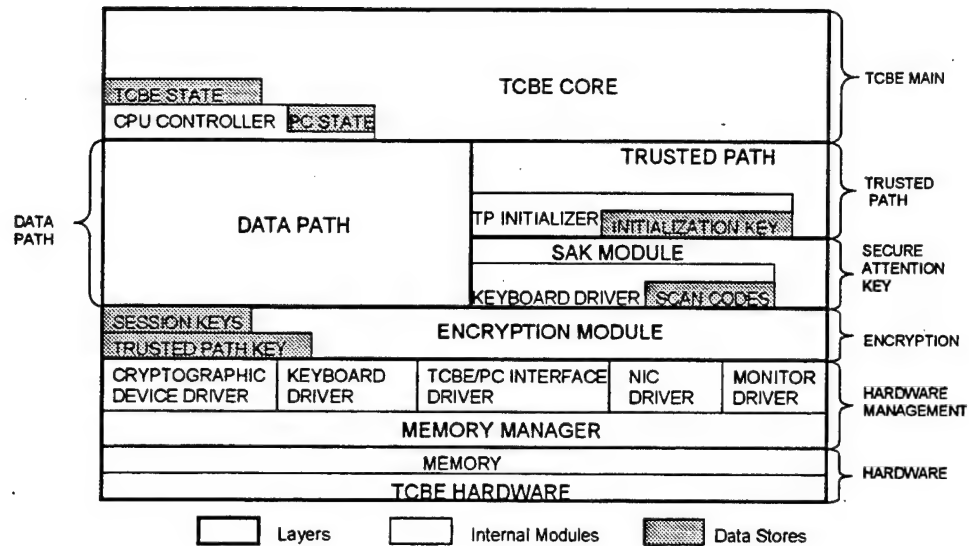 TCBE CORE
TCBE MAIN
TCBE STATE
CPU CONTROLLER
PC STATE
DATA
PATH
DATA PATH
TRUSTED PATH
TP INITIALIZER
INITIALIZATION KEY
TRUSTED
PATH
SAK MODULE
KEYBOARD DRIVER
SCAN CODES
SECURE
ATTENTION
KEY
SESSION KEYS
TRUSTED PATH KEY
ENCRYPTION MODULE
ENCRYPTION
CRYPTOGRAPHIC
DEVICE DRIVER
KEYBOARD
DRIVER
TCBE/PC INTERFACE
DRIVER
NIC
DRIVER
MONITOR
DRIVER
MEMORY MANAGER
HARDWARE
MANAGEMENT
MEMORY
TCBE HARDWARE
HARDWARE
Layers
Internal Modules
Data Stores